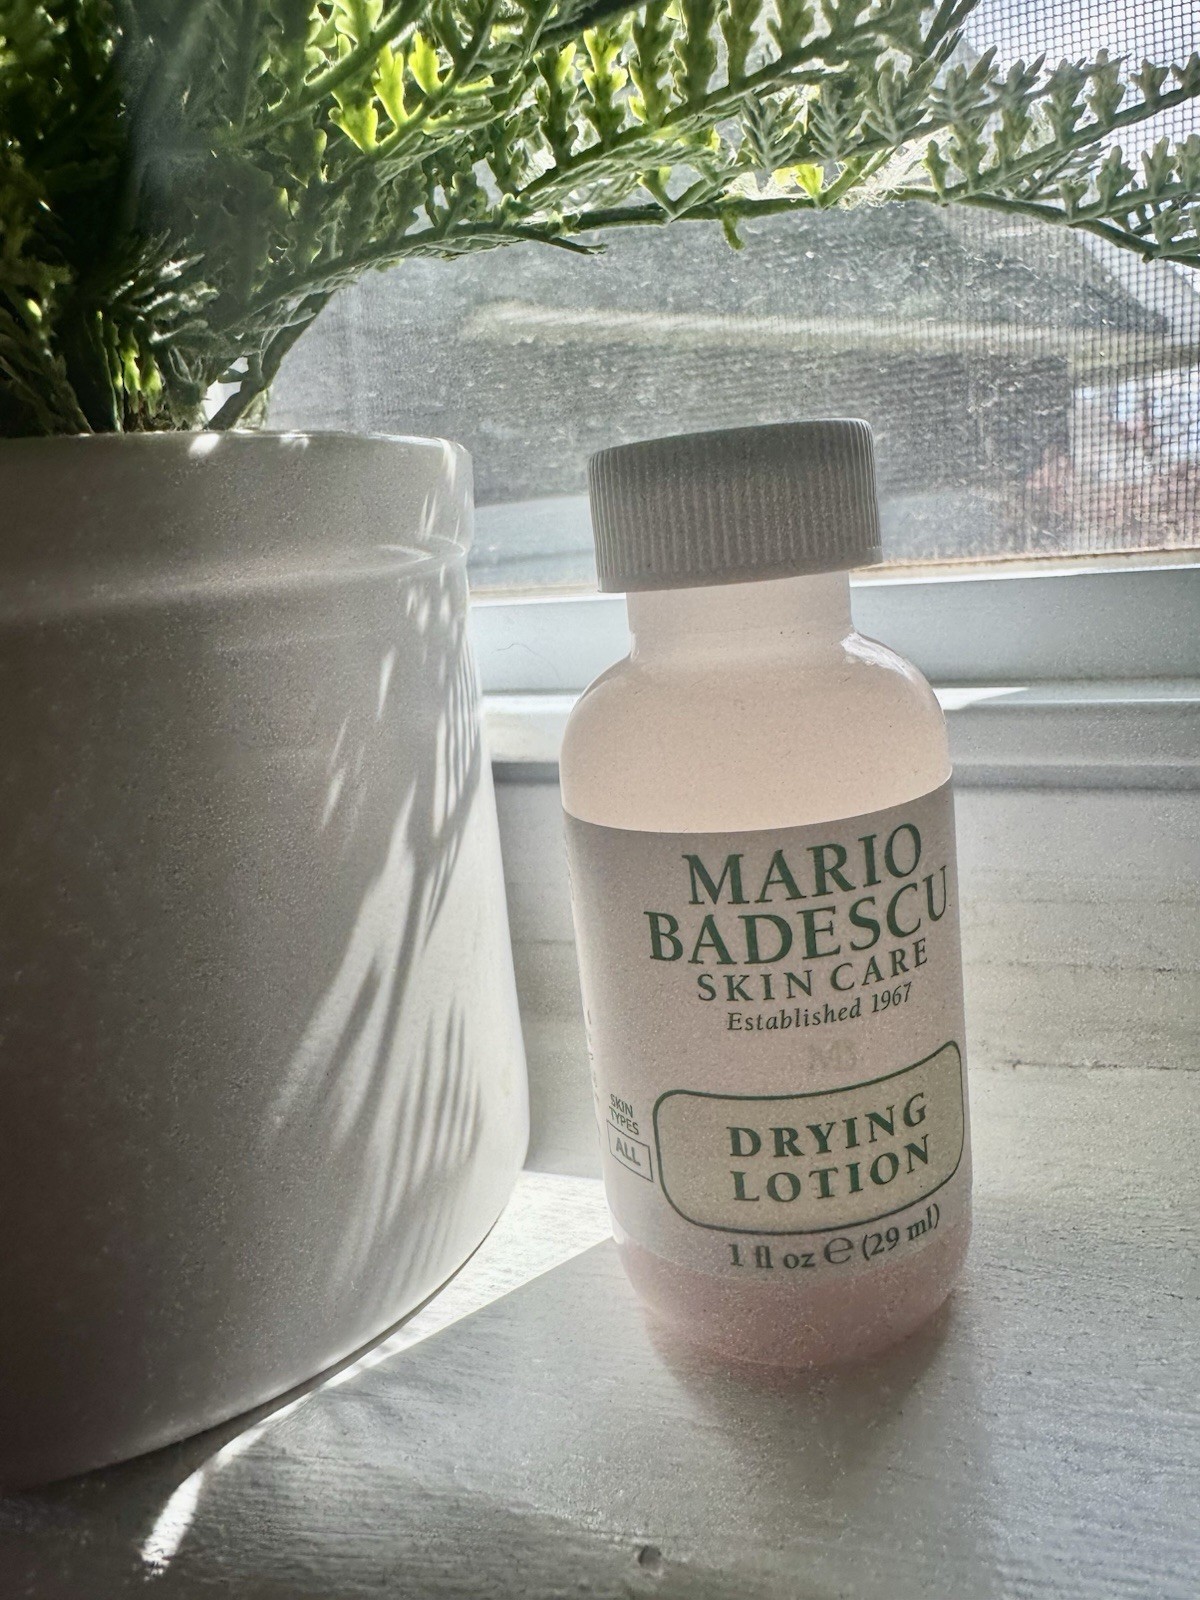 MARIO
BADESCU
SKIN CARE
Established 1967
SKIN
TYPES
ALL
DRYING
LOTION
1 fl oz ℮ (29 ml)